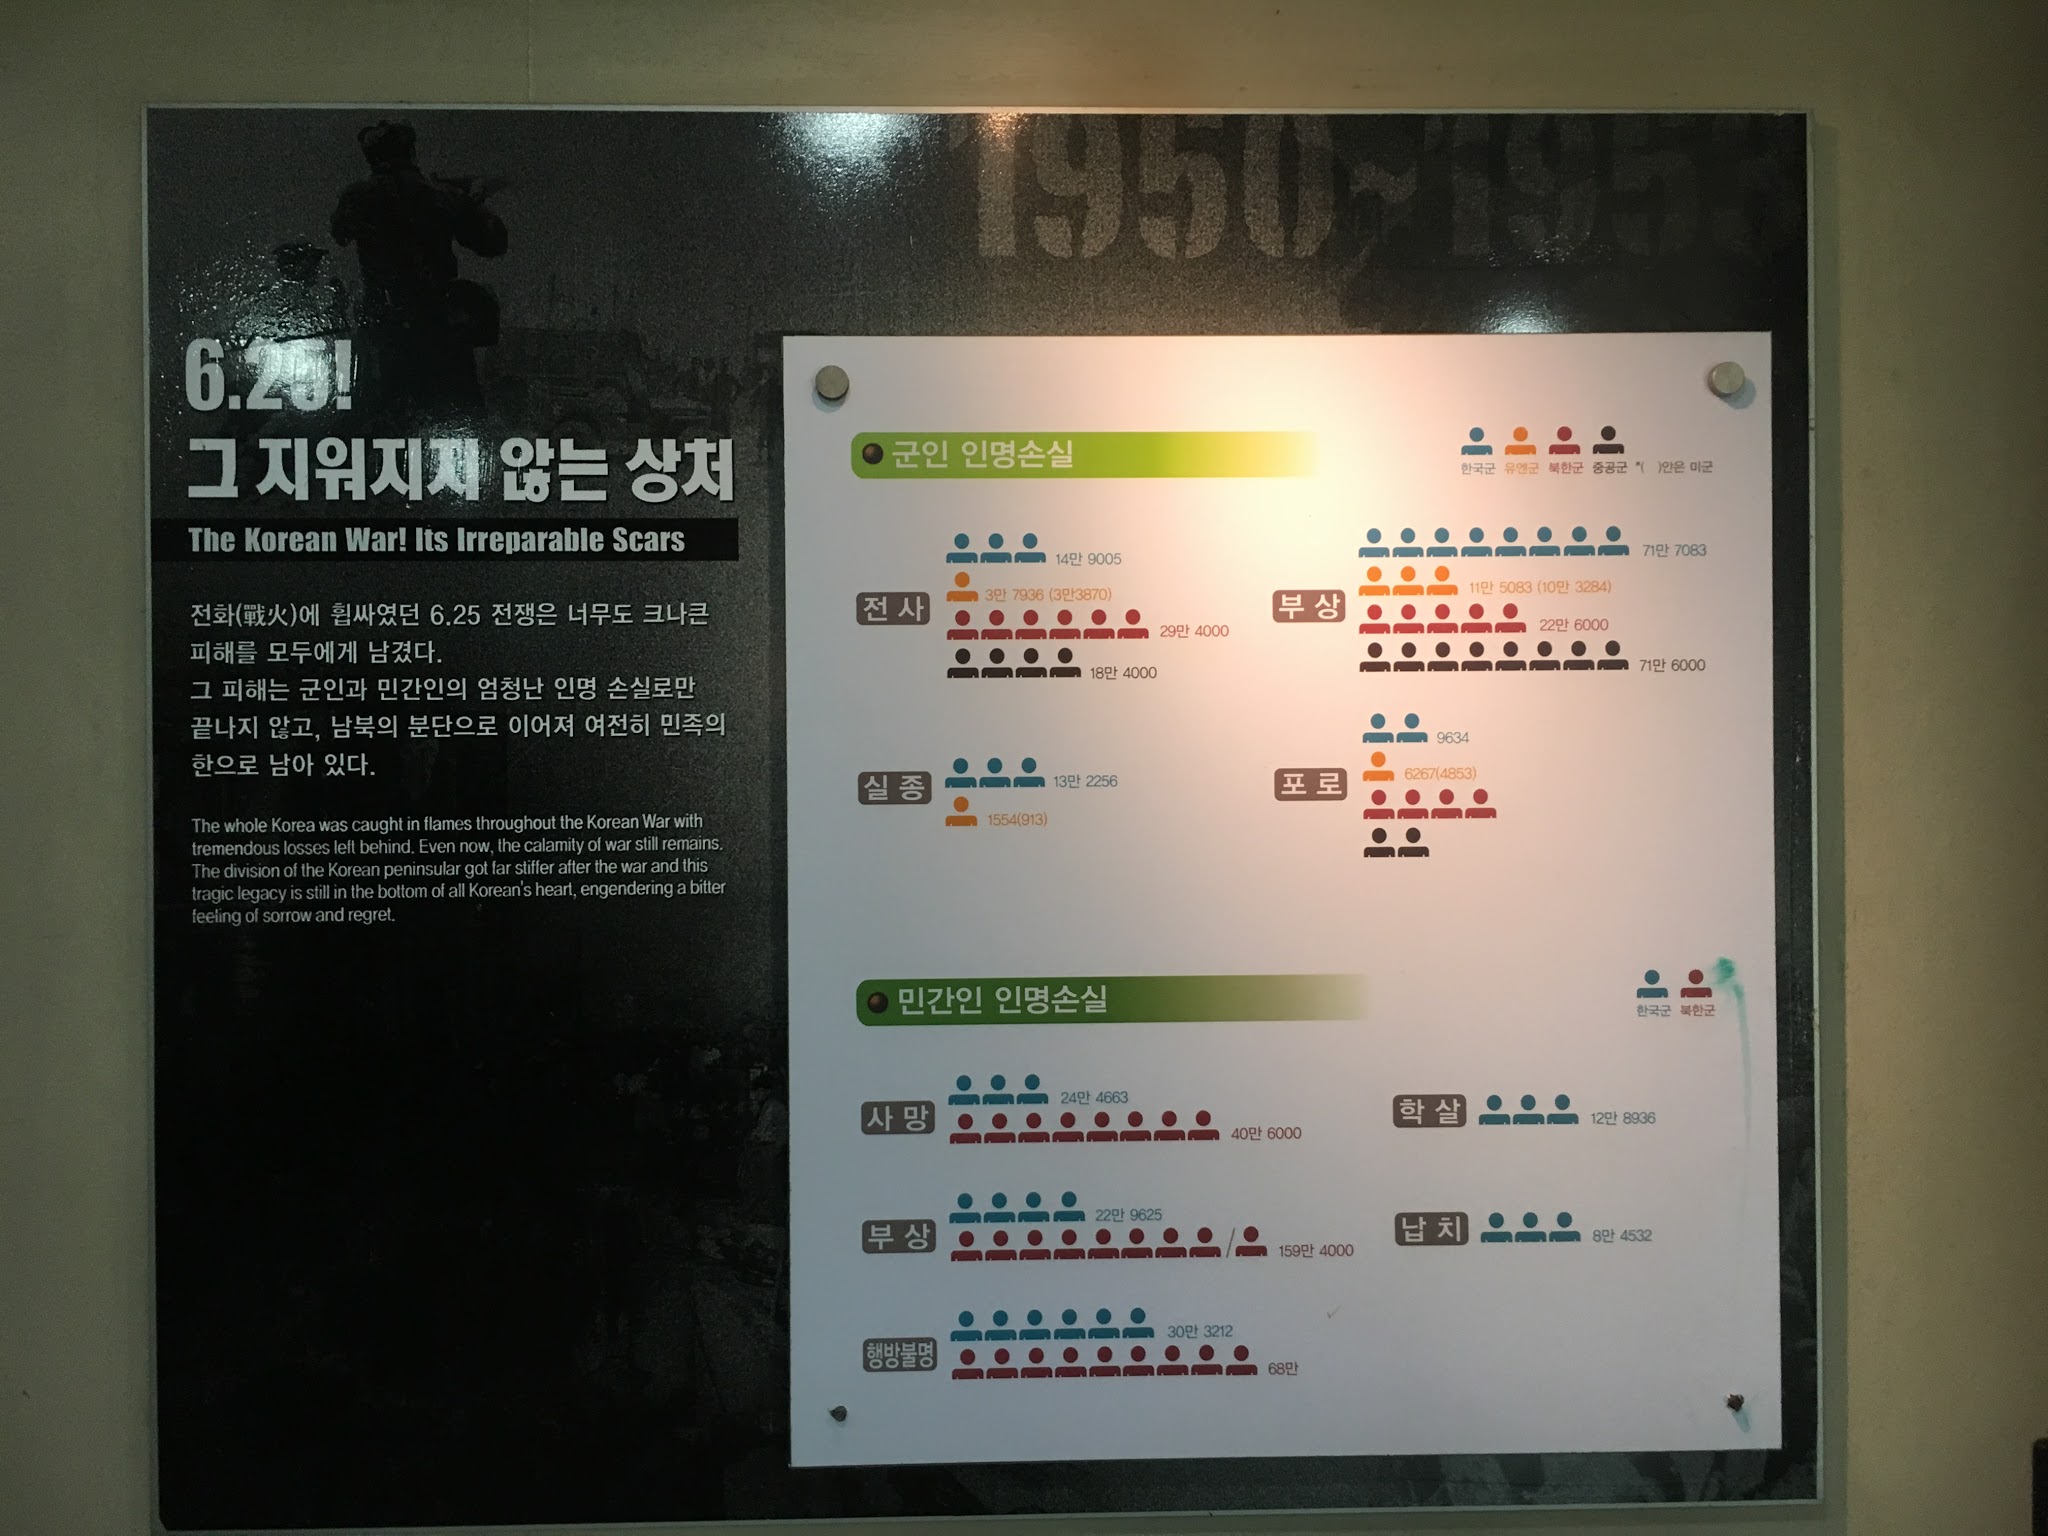 1950~195
6.25!
그 지워지지 않는 상처
The Korean War! Its Irreparable Scars
전화(戰火)에 휩싸였던 6.25 전쟁은 너무도 크나큰
피해를 모두에게 남겼다.
그 피해는 군인과 민간인의 엄청난 인명 손실로만
끝나지 않고, 남북의 분단으로 이어져 여전히 민족의
한으로 남아 있다.
The whole Korea was caught in flames throughout the Korean War with
tremendous losses left behind. Even now, the calamity of war still remains.
The division of the Korean peninsular got far stiffer after the war and this
tragic legacy is still in the bottom of all Korean's heart, engendering a bitter
feeling of sorrow and regret.
군인 인명손실
한국군 유엔군 북한군 중공군 *( )안은 미군
전사
14만 9005
3만 7936 (3만3870)
29만 4000
18만 4000
부상
71만 7083
11만 5083 (10만 3284)
22만 6000
71만 6000
실종
13만 2256
1554(913)
포로
9634
6267(4853)
민간인 인명손실
한국군 북한군
사망
24만 4663
40만 6000
학살
12만 8936
부상
22만 9625
/
159만 4000
납치
8만 4532
행방불명
30만 3212
68만